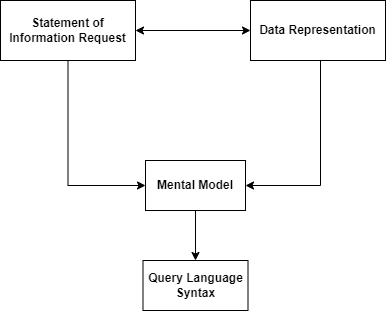 Statement of
Information Request
Data Representation
Mental Model
Query Language
Syntax